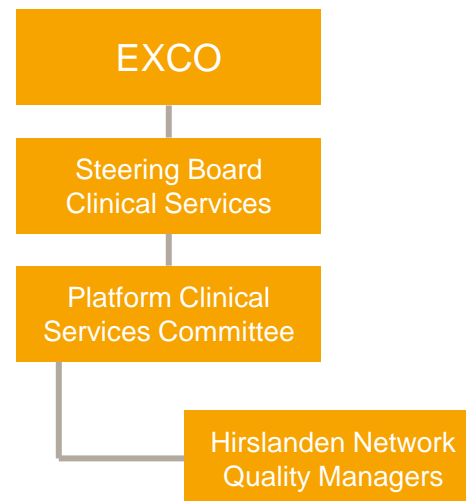 EXCO
Steering Board
Clinical Services
Platform Clinical
Services Committee
Hirslanden Network
Quality Managers